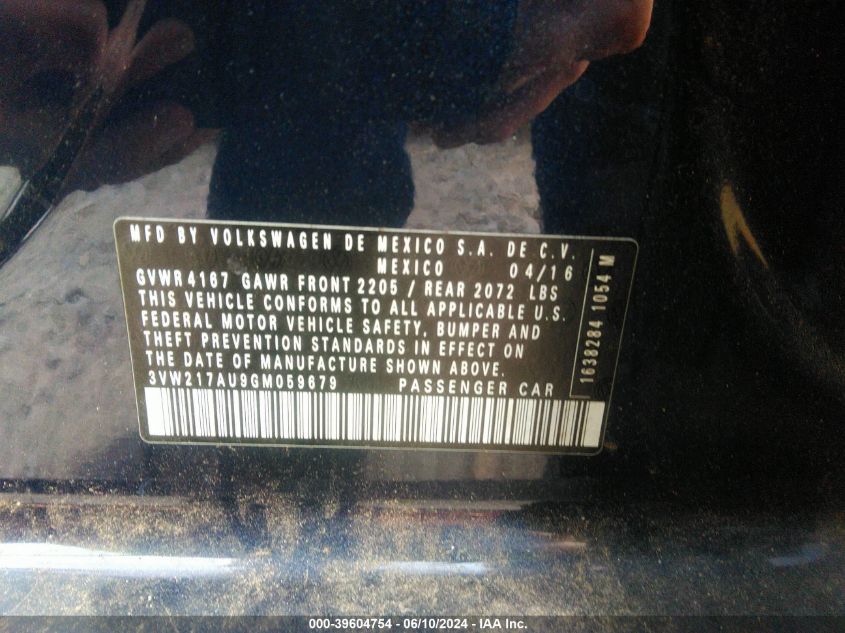 MFD BY VOLKSWAGEN DE MEXICO S.A. DE C.V.
MEXICO 04/16
GVWR 4167 GAWR FRONT 2205 / REAR 2072 LBS
THIS VEHICLE CONFORMS TO ALL APPLICABLE U.S.
FEDERAL MOTOR VEHICLE SAFETY, BUMPER AND
THEFT PREVENTION STANDARDS IN EFFECT ON
THE DATE OF MANUFACTURE SHOWN ABOVE.
3VW217AU9GM059679 PASSENGER CAR
1638284 1054 M
000-39604754 - 06/10/2024 - IAA Inc.